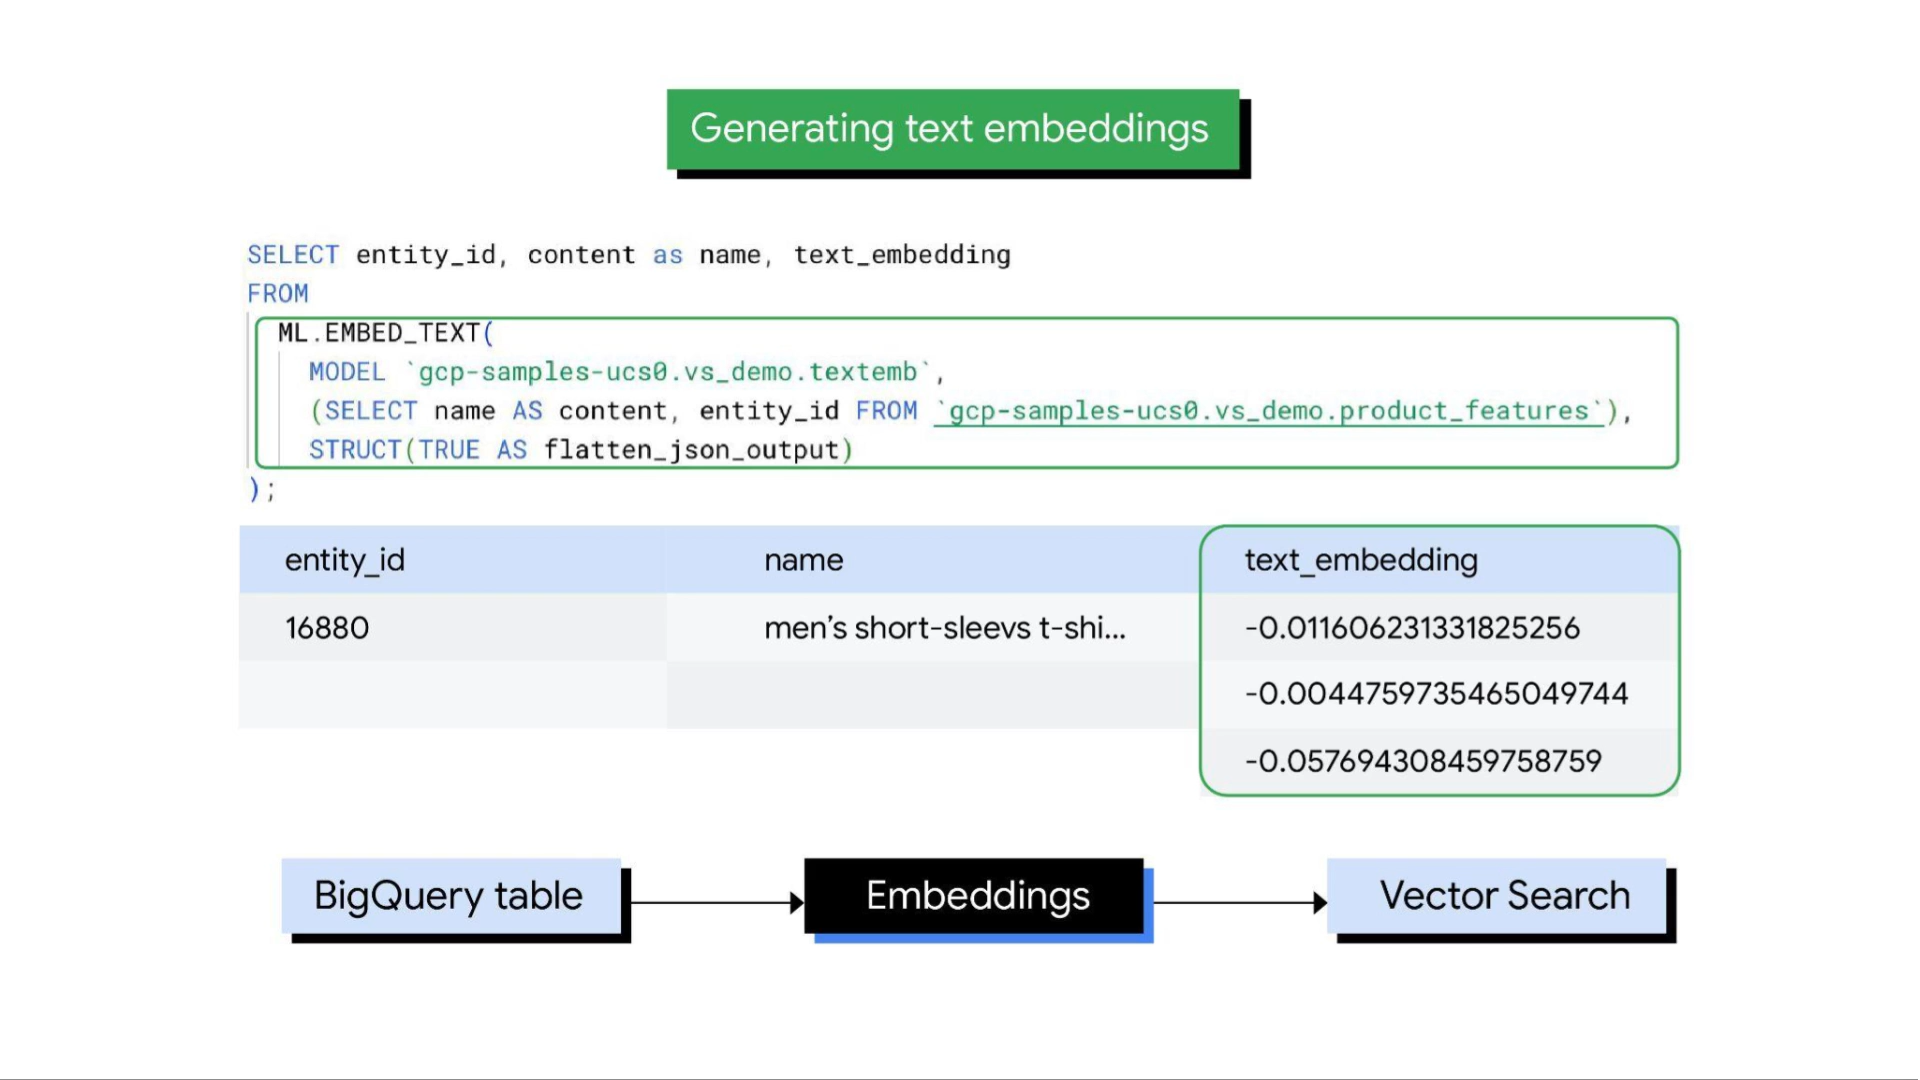 Generating text embeddings
SELECT entity_id, content as name, text_embedding
FROM
ML.EMBED_TEXT(
MODEL `gcp-samples-ucs0.vs_demo.textemb`,
(SELECT name AS content, entity_id FROM `gcp-samples-ucs0.vs_demo.product_features`),
STRUCT(TRUE AS flatten_json_output)
);
entity_id name text_embedding
16880 men’s short-sleevs t-shi... -0.011606231331825256
-0.0044759735465049744
-0.057694308459758759
BigQuery table Embeddings Vector Search